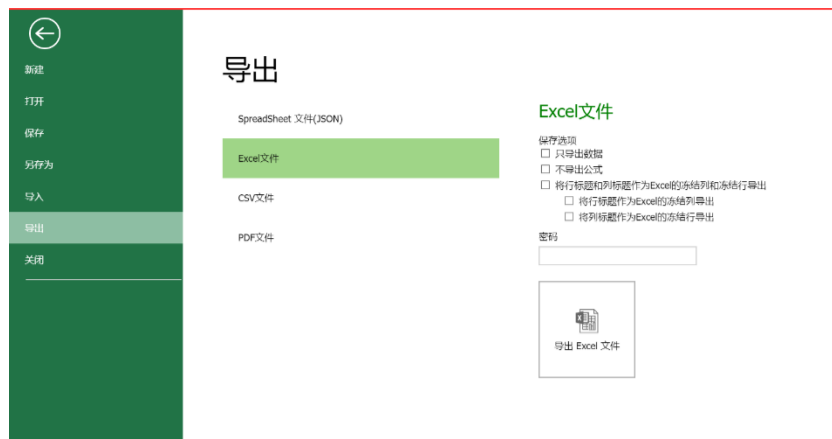 新建
打开
保存
另存为
导入
导出
关闭
导出
SpreadSheet 文件(JSON)
Excel文件
CSV文件
PDF文件
Excel文件
保存选项
只导出数据
不导出公式
将行标题和列标题作为Excel的冻结列和冻结行导出
将行标题作为Excel的冻结列导出
将列标题作为Excel的冻结行导出
密码
导出 Excel 文件